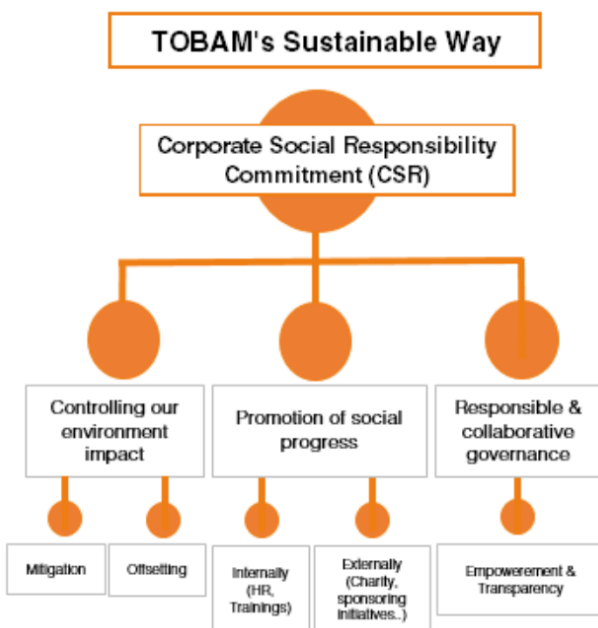 TOBAM's Sustainable Way
Corporate Social Responsibility
Commitment (CSR)
Controlling our
environment
impact
Promotion of social
progress
Responsible &
collaborative
governance
Mitigation
Offsetting
Internally
(HR,
Trainings)
Externally
(Charity,
sponsoring
initiatives..)
Empowerement &
Transparency